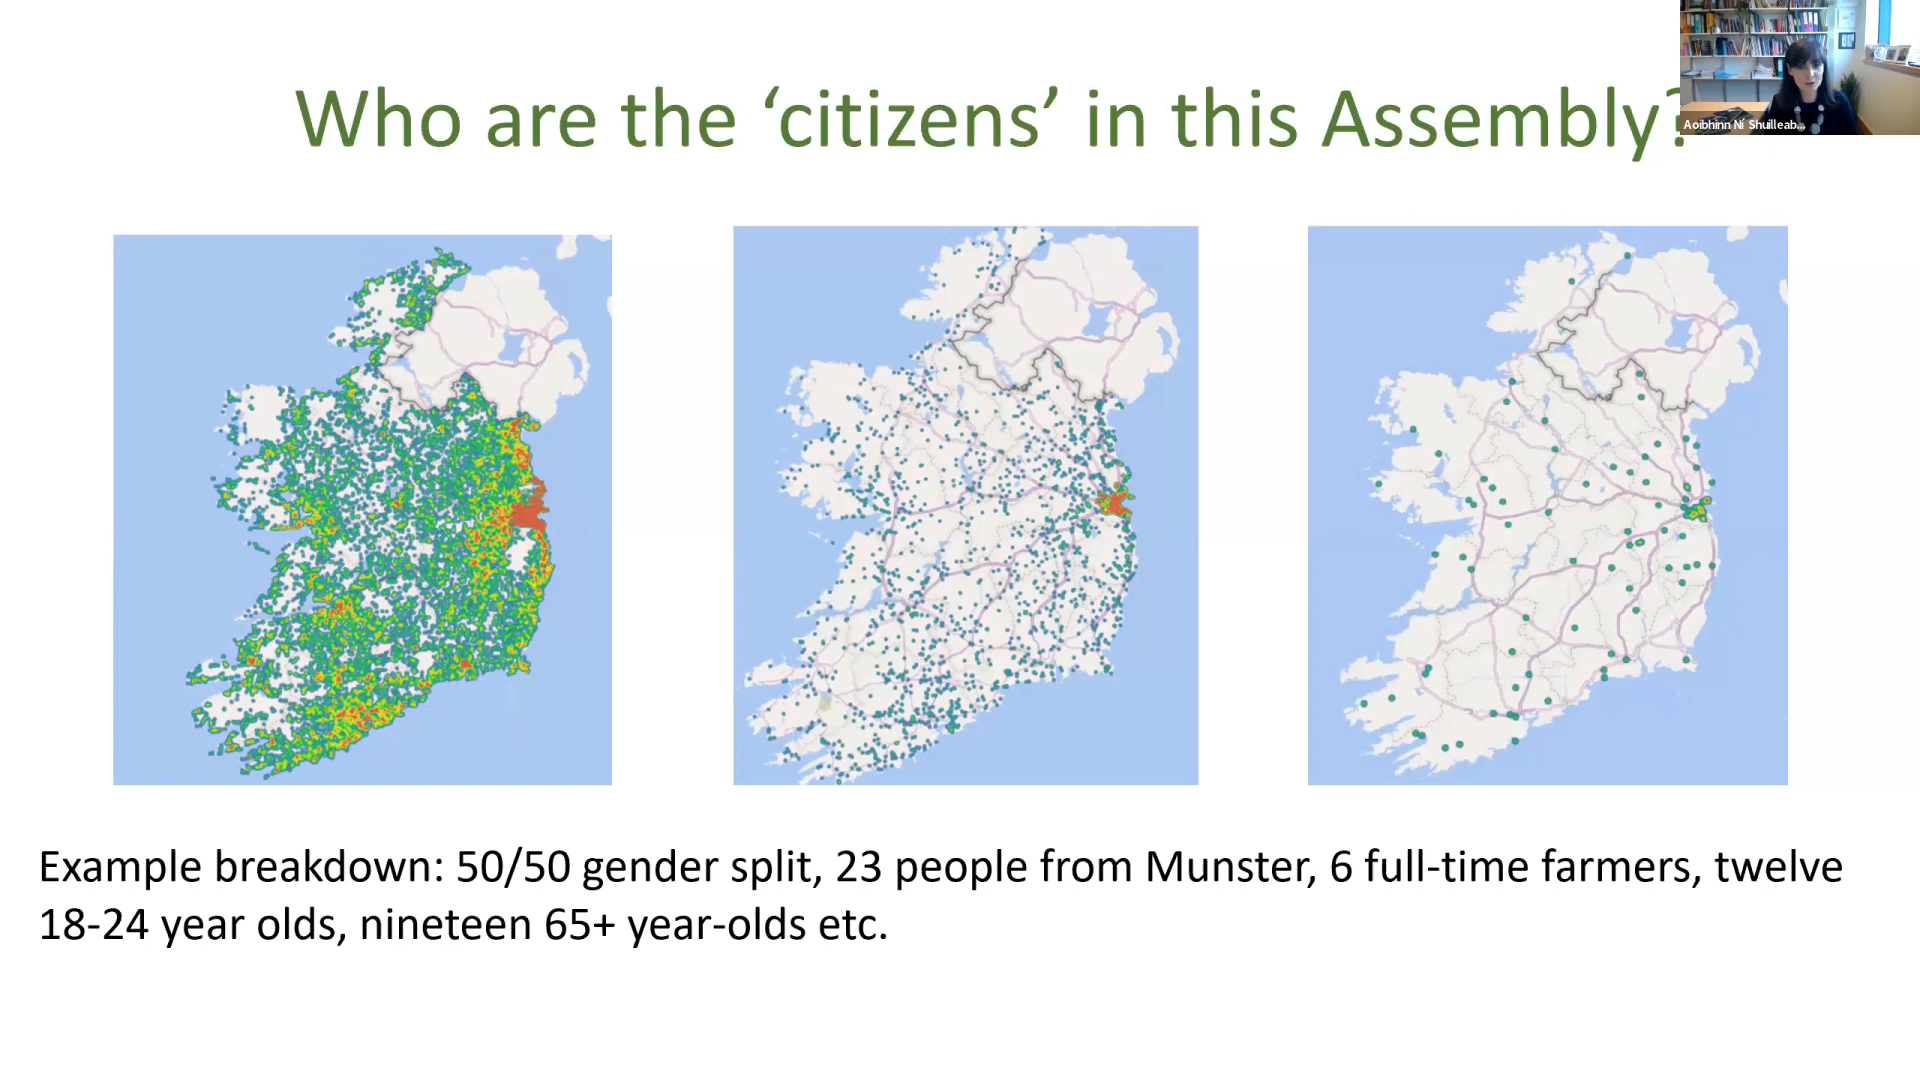 Who are the ‘citizens’ in this Assembly?
Aoibhinn Ní Shuilleab...
Example breakdown: 50/50 gender split, 23 people from Munster, 6 full-time farmers, twelve
18-24 year olds, nineteen 65+ year-olds etc.